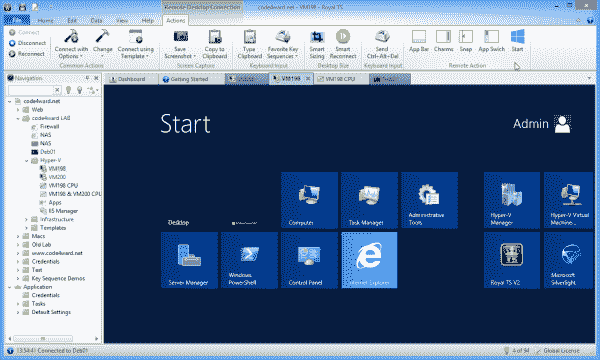 Remote Desktop Connection
code4ward.net - VM198 - Royal TS
File Home Edit Data View Help Actions
Connect
Disconnect
Reconnect
Connect with Options
Change
Connect using Template
Save Screenshot
Copy to Clipboard
Type Clipboard
Favorite Key Sequences
Smart Sizing
Smart Reconnect
Send Ctrl+Alt+Del
App Bar
Charms
Snap
App Switch
Start
Common Actions
Screen Capture
Keyboard Input
Desktop Size
Keyboard Input
Remote Action
Navigation
Dashboard
Getting Started
VM198
VM198 CPU
code4ward.net
Web
code4ward LAB
Firewall
NAS
NAS
Deb01
Hyper-V
VM198
VM200
VM198 CPU
VM198 & VM200 CPU
Apps
IIS Manager
Infrastructure
Templates
Macs
Old Lab
www.code4ward.net
Credentials
Test
Key Sequence Demos
Application
Credentials
Tasks
Default Settings
Start
Admin
Desktop
Computer
Task Manager
Administrative Tools
Hyper-V Manager
Hyper-V Virtual Machine...
Server Manager
Windows PowerShell
Control Panel
Internet Explorer
Royal TS V2
Microsoft Silverlight
13:54:41 Connected to Deb01
4 of 94
Global License